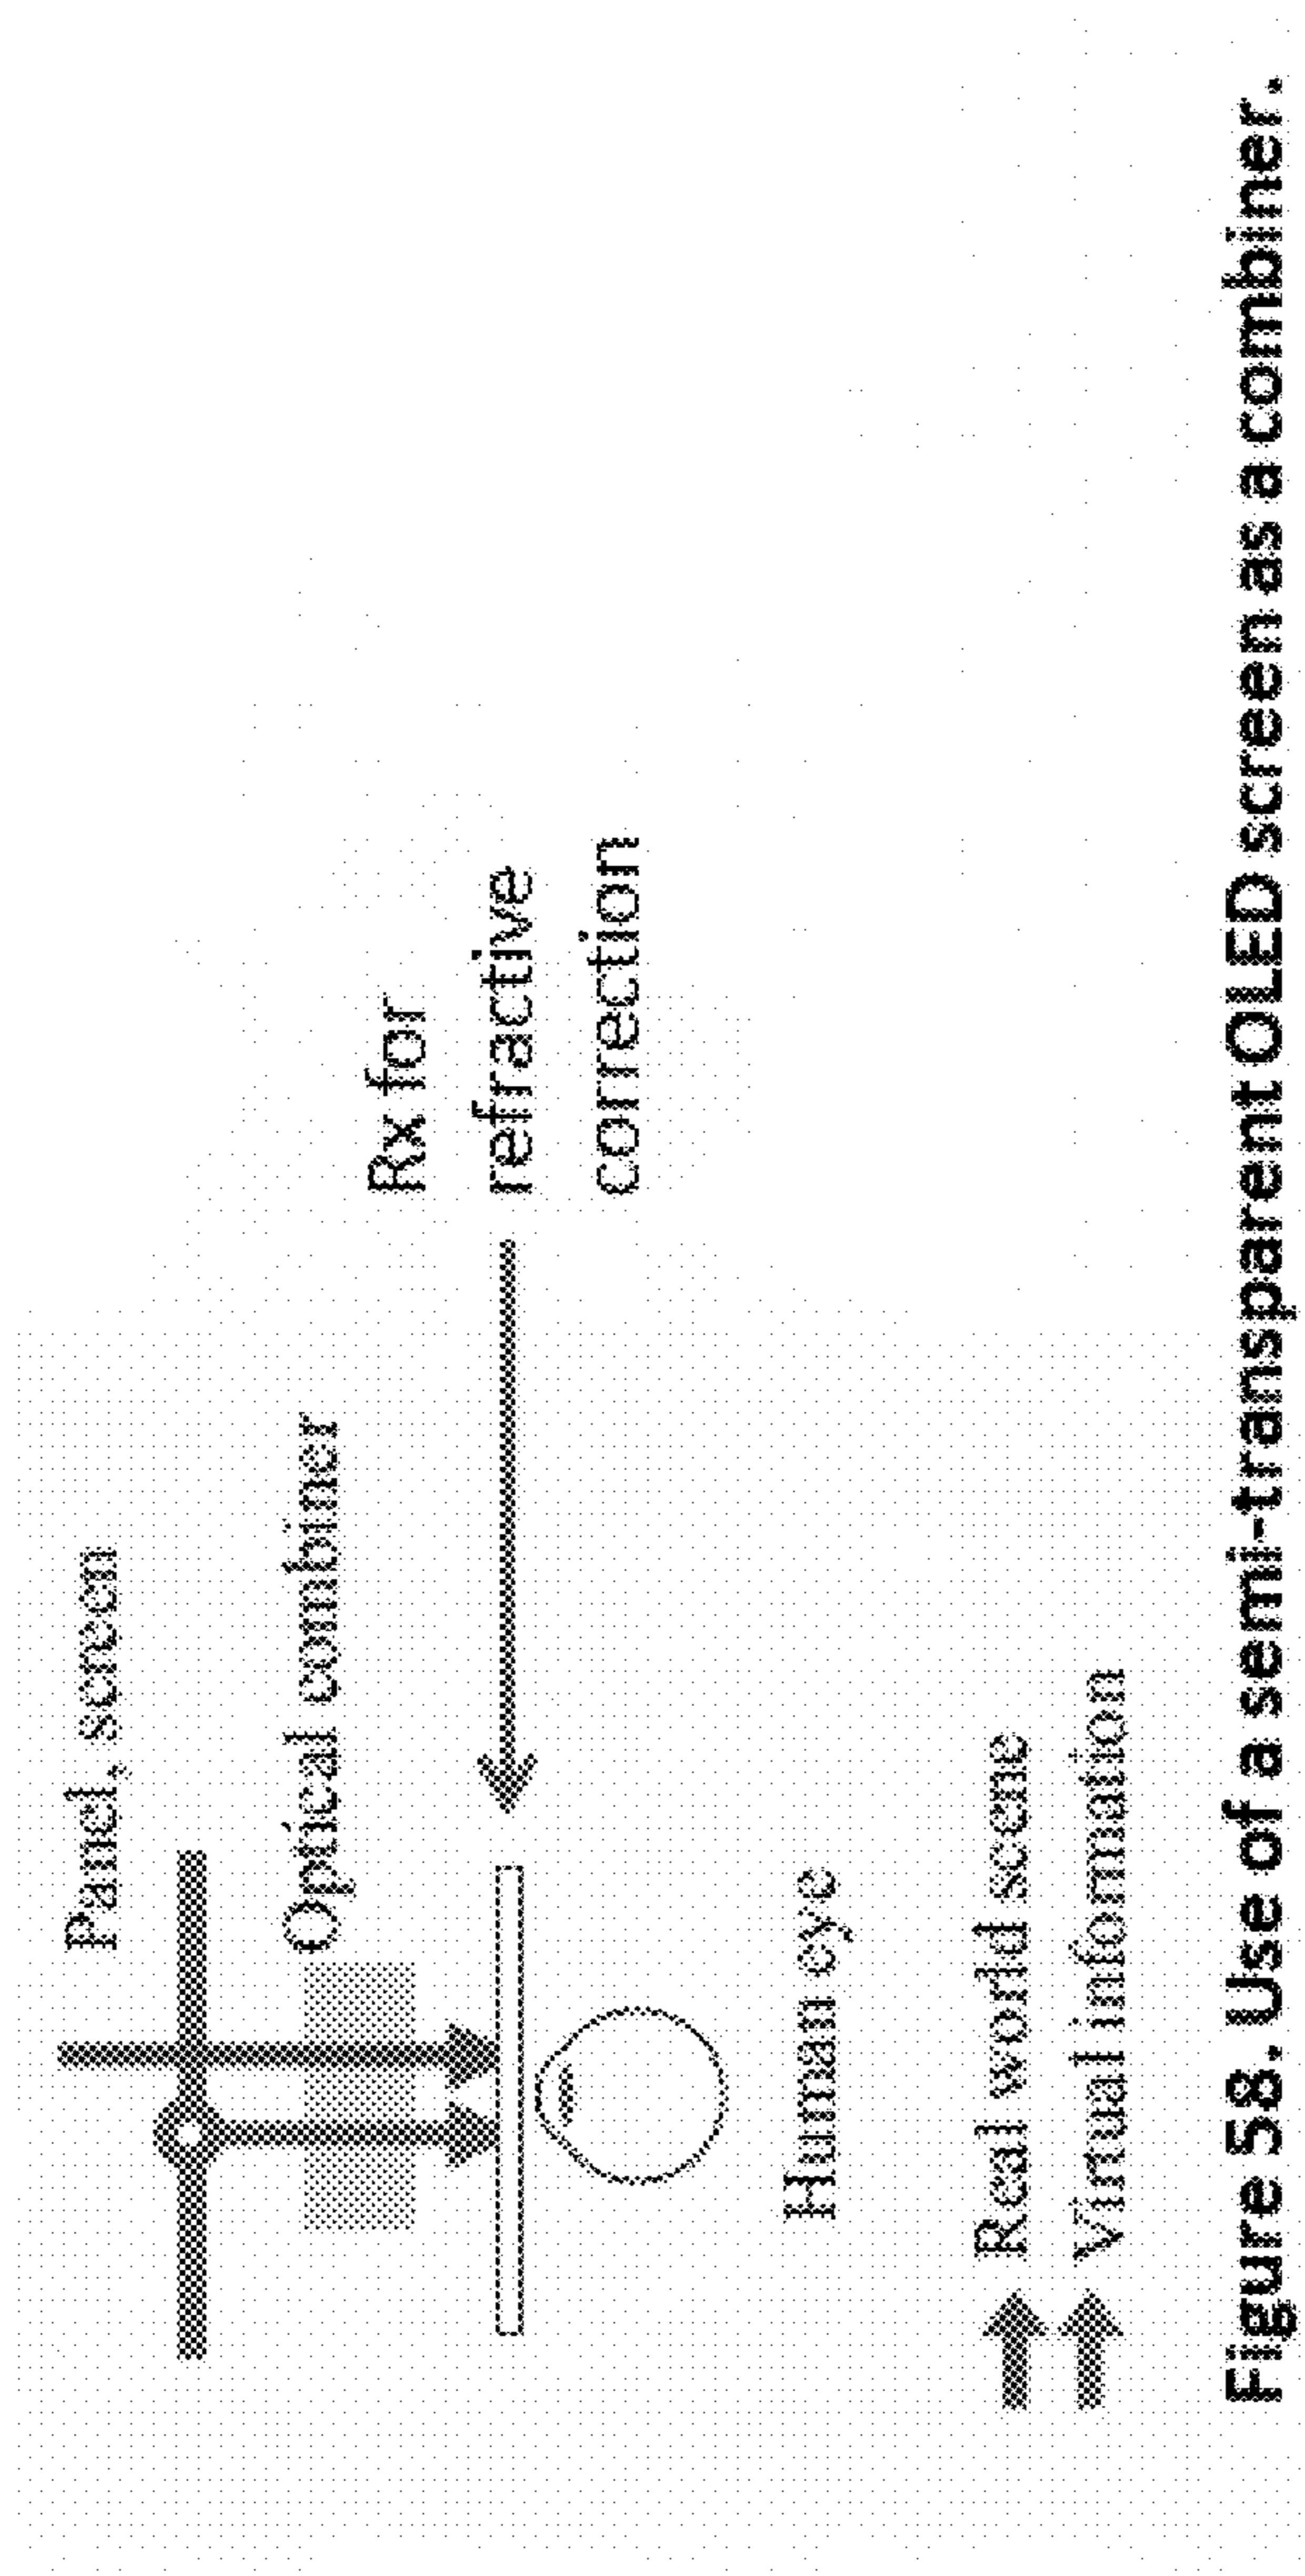 Panel, screen
Optical combiner
Rx for
refractive
correction
Human eye
Real world scene
Virtual information
Figure 58. Use of a semi-transparent OLED screen as a combiner.